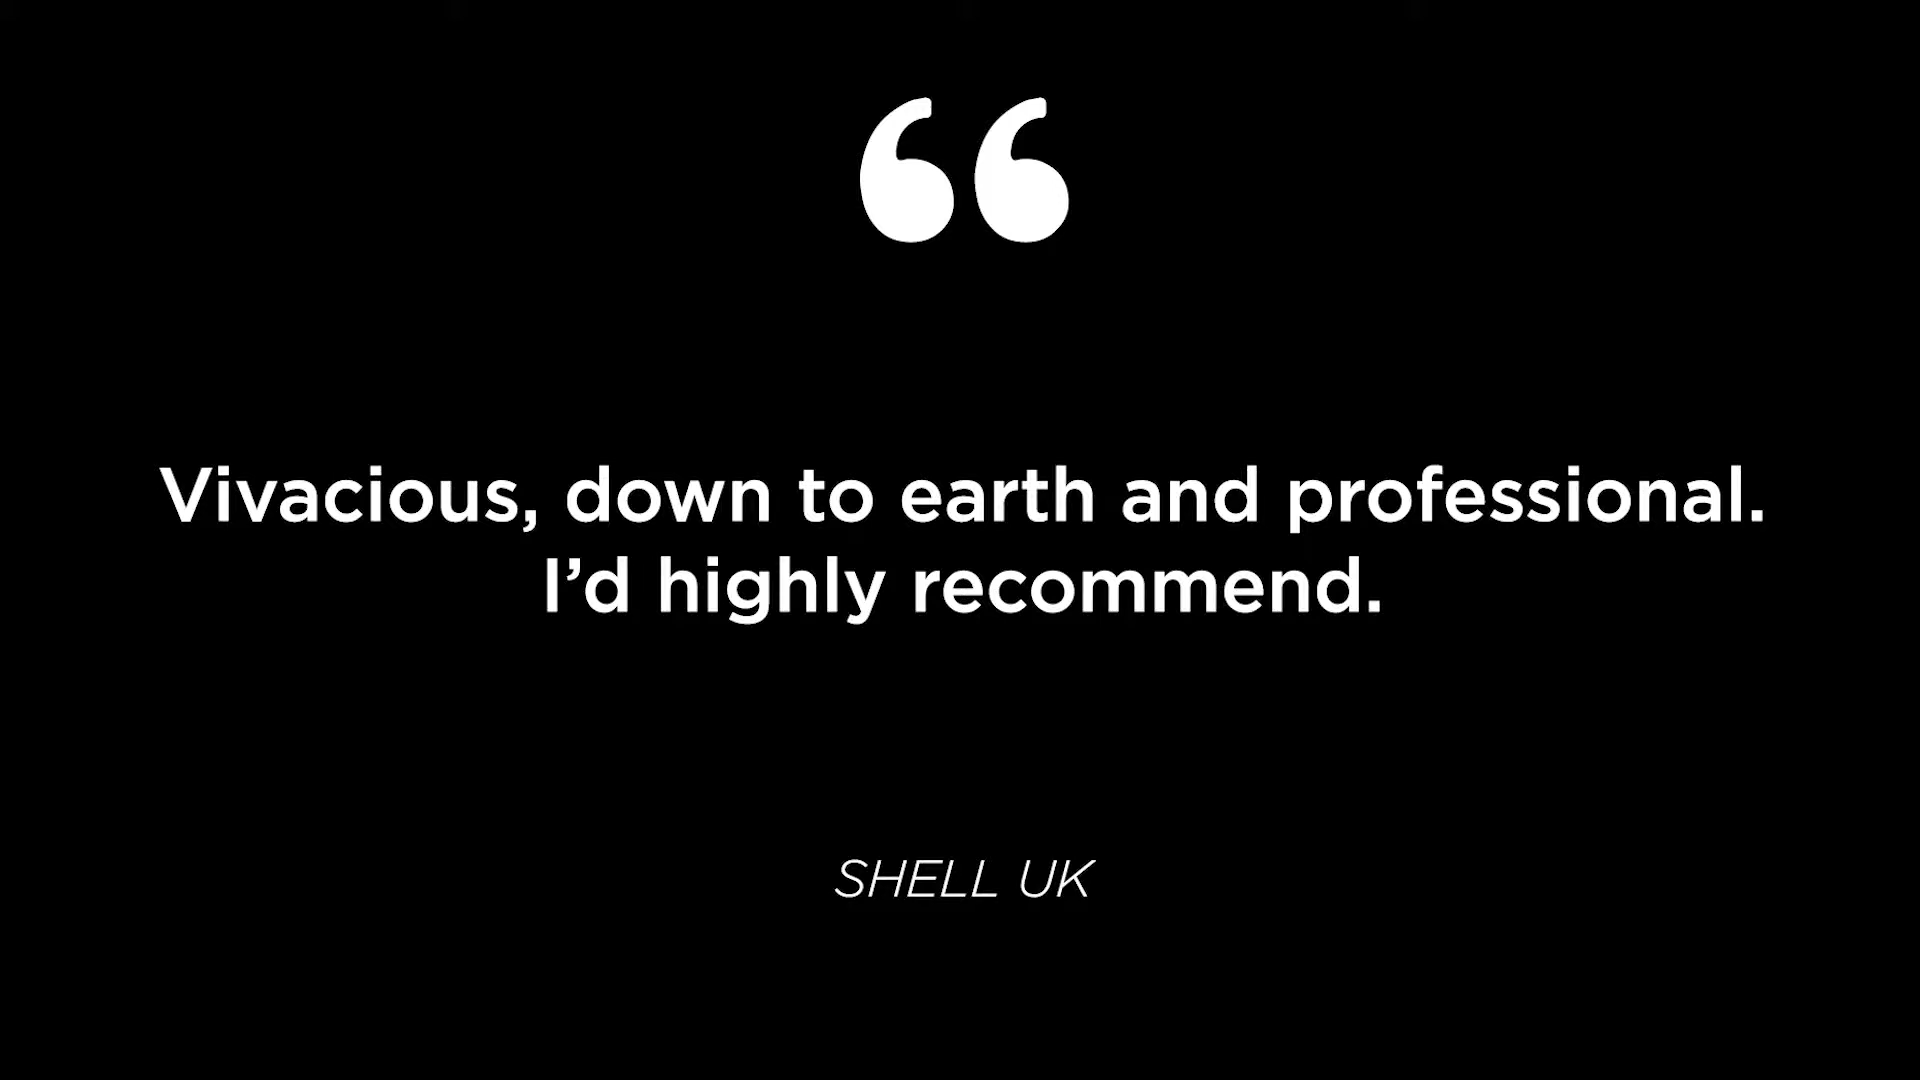 “
Vivacious, down to earth and professional.
I’d highly recommend.
SHELL UK